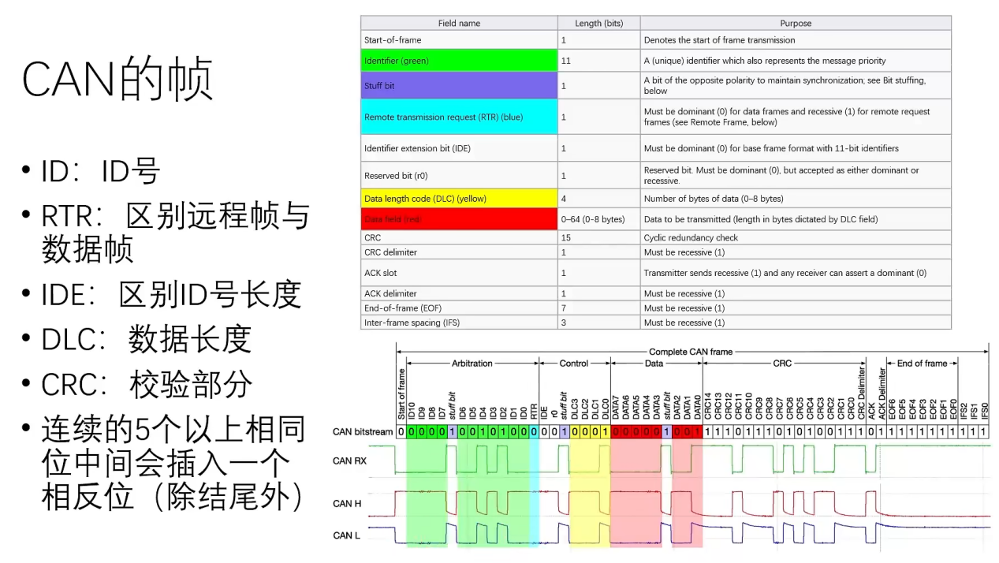 CAN的帧
• ID：ID号
• RTR：区别远程帧与
数据帧
• IDE：区别ID号长度
• DLC：数据长度
• CRC：校验部分
• 连续的5个以上相同
位中间会插入一个
相反位（除结尾外）
Field name Length (bits) Purpose
Start-of-frame 1 Denotes the start of frame transmission
Identifier (green) 11 A (unique) identifier which also represents the message priority
Stuff bit 1 A bit of the opposite polarity to maintain synchronization; see Bit stuffing,
below
Remote transmission request (RTR) (blue) 1 Must be dominant (0) for data frames and recessive (1) for remote request
frames (see Remote Frame, below)
Identifier extension bit (IDE) 1 Must be dominant (0) for base frame format with 11-bit identifiers
Reserved bit (r0) 1 Reserved bit. Must be dominant (0), but accepted as either dominant or
recessive.
Data length code (DLC) (yellow) 4 Number of bytes of data (0–8 bytes)
Data field (red) 0–64 (0-8 bytes) Data to be transmitted (length in bytes dictated by DLC field)
CRC 15 Cyclic redundancy check
CRC delimiter 1 Must be recessive (1)
ACK slot 1 Transmitter sends recessive (1) and any receiver can assert a dominant (0)
ACK delimiter 1 Must be recessive (1)
End-of-frame (EOF) 7 Must be recessive (1)
Inter-frame spacing (IFS) 3 Must be recessive (1)
Complete CAN frame
Arbitration Control Data CRC End of frame
Start of frame ID10 ID9 ID8 ID7 stuff bit ID6 ID5 ID4 ID3 ID2 ID1 ID0 RTR IDE r0 stuff bit DLC3 DLC2 DLC1 DLC0 DATA7 DATA6 DATA5 DATA4 DATA3 stuff bit DATA2 DATA1 DATA0 CRC14 CRC13 CRC12 CRC11 CRC10 CRC9 CRC8 CRC7 CRC6 CRC5 CRC4 CRC3 CRC2 CRC1 CRC0 CRC Delimiter ACK ACK Delimiter EOF6 EOF5 EOF4 EOF3 EOF2 EOF1 EOF0 IFS2 IFS1 IFS0
CAN bitstream 0 0 0 0 0 1 0 0 1 0 1 0 0 0 0 0 1 0 0 0 1 0 0 0 0 0 1 0 0 1 1 1 1 0 1 1 1 0 1 0 1 0 0 1 1 1 0 1 1 1 1 1 1 1 1 1 1 1
CAN RX
CAN H
CAN L